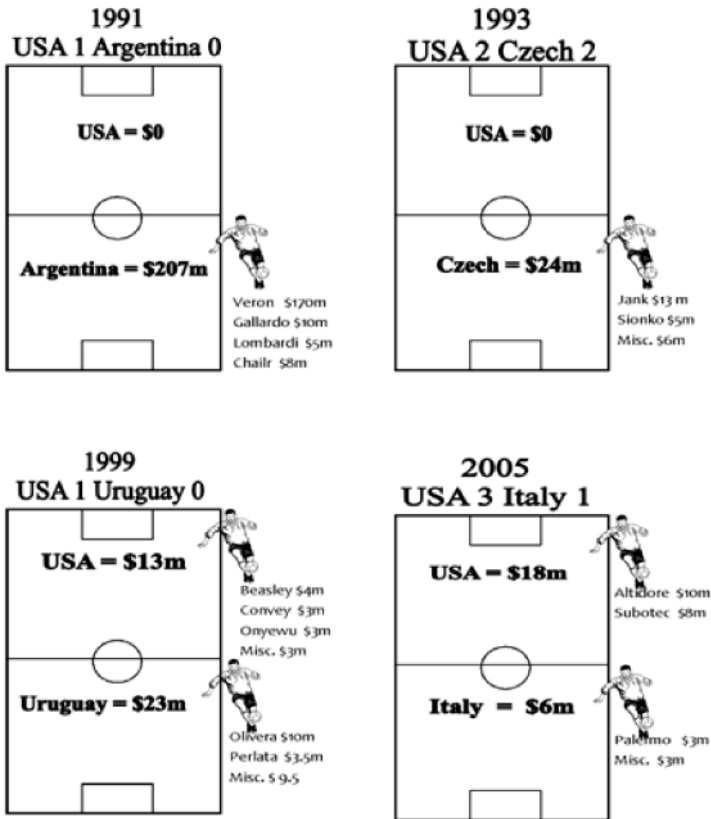 1991
USA 1 Argentina 0
USA = $0
Argentina = $207m
Veron $170m
Gallardo $10m
Lombardi $5m
Chailr $8m
1993
USA 2 Czech 2
USA = $0
Czech = $24m
Jank $13 m
Sionko $5m
Misc. $6m
1999
USA 1 Uruguay 0
USA = $13m
Beasley $4m
Convey $3m
Onyewu $3m
Misc. $3m
Uruguay = $23m
Olivera $10m
Perlata $3.5m
Misc. $ 9.5
2005
USA 3 Italy 1
USA = $18m
Altidore $10m
Subotec $8m
Italy = $6m
Palermo $3m
Misc. $3m